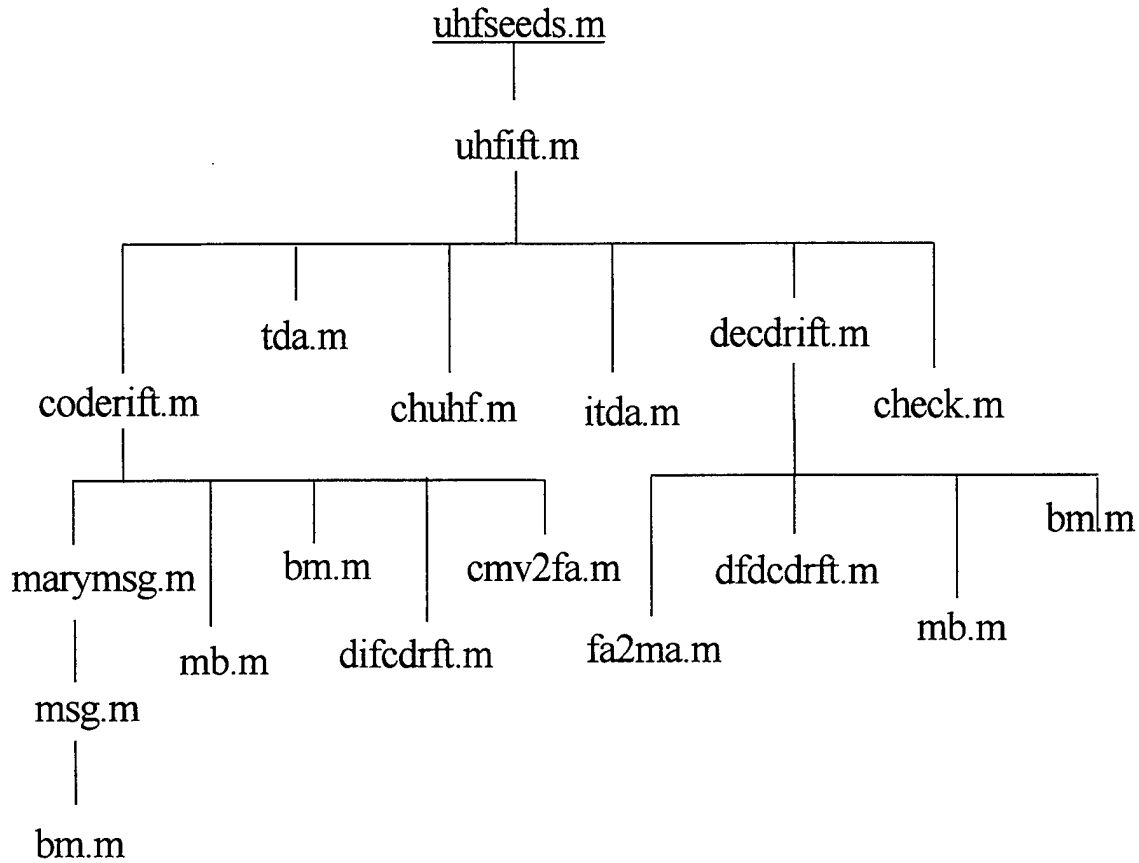 uhfseeds.m
uhfift.m
tda.m
decdrift.m
coderift.m
chuhf.m
itda.m
check.m
bm.m
marymsg.m
bm.m
cmv2fa.m
dfdcdrft.m
mb.m
difcdrft.m
fa2ma.m
mb.m
msg.m
bm.m